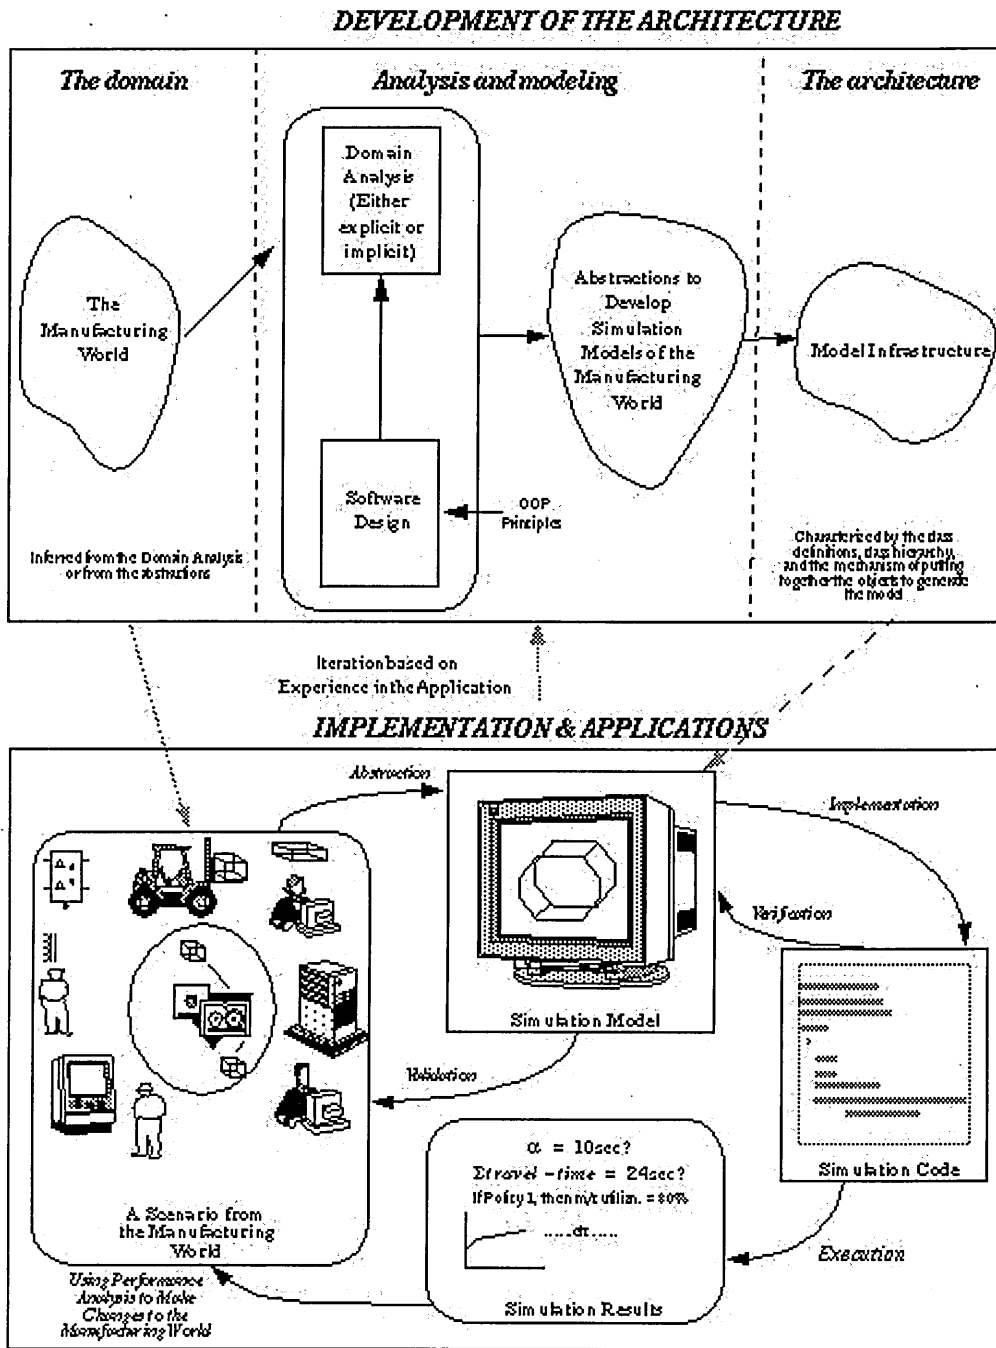 DEVELOPMENT OF THE ARCHITECTURE
The domain
Analysis and modeling
The architecture
The
Manufacturing
World
Inferred from the Domain Analysis
or from the abstractions
Domain
Analysis
(Either
explicit or
implicit)
Software
Design
OOP
Principles
Abstractions to
Develop
Simulation
Models of the
Manufacturing
World
Model Infrastructure
Characterized by the class
definitions, class hierarchy,
and the mechanism of putting
together the objects to generate
the model
Iteration based on
Experience in the Application
IMPLEMENTATION & APPLICATIONS
Abstraction
Implementation
Verification
Simulation Model
Validation
Simulation Code
A Scenario from
the Manufacturing
World
α = 10sec?
Σtravel-time = 24sec?
If Policy 1, then m/c utilizn. = 80%
.....etc.....
Simulation Results
Execution
Using Performance
Analysis to Make
Changes to the
Manufacturing World